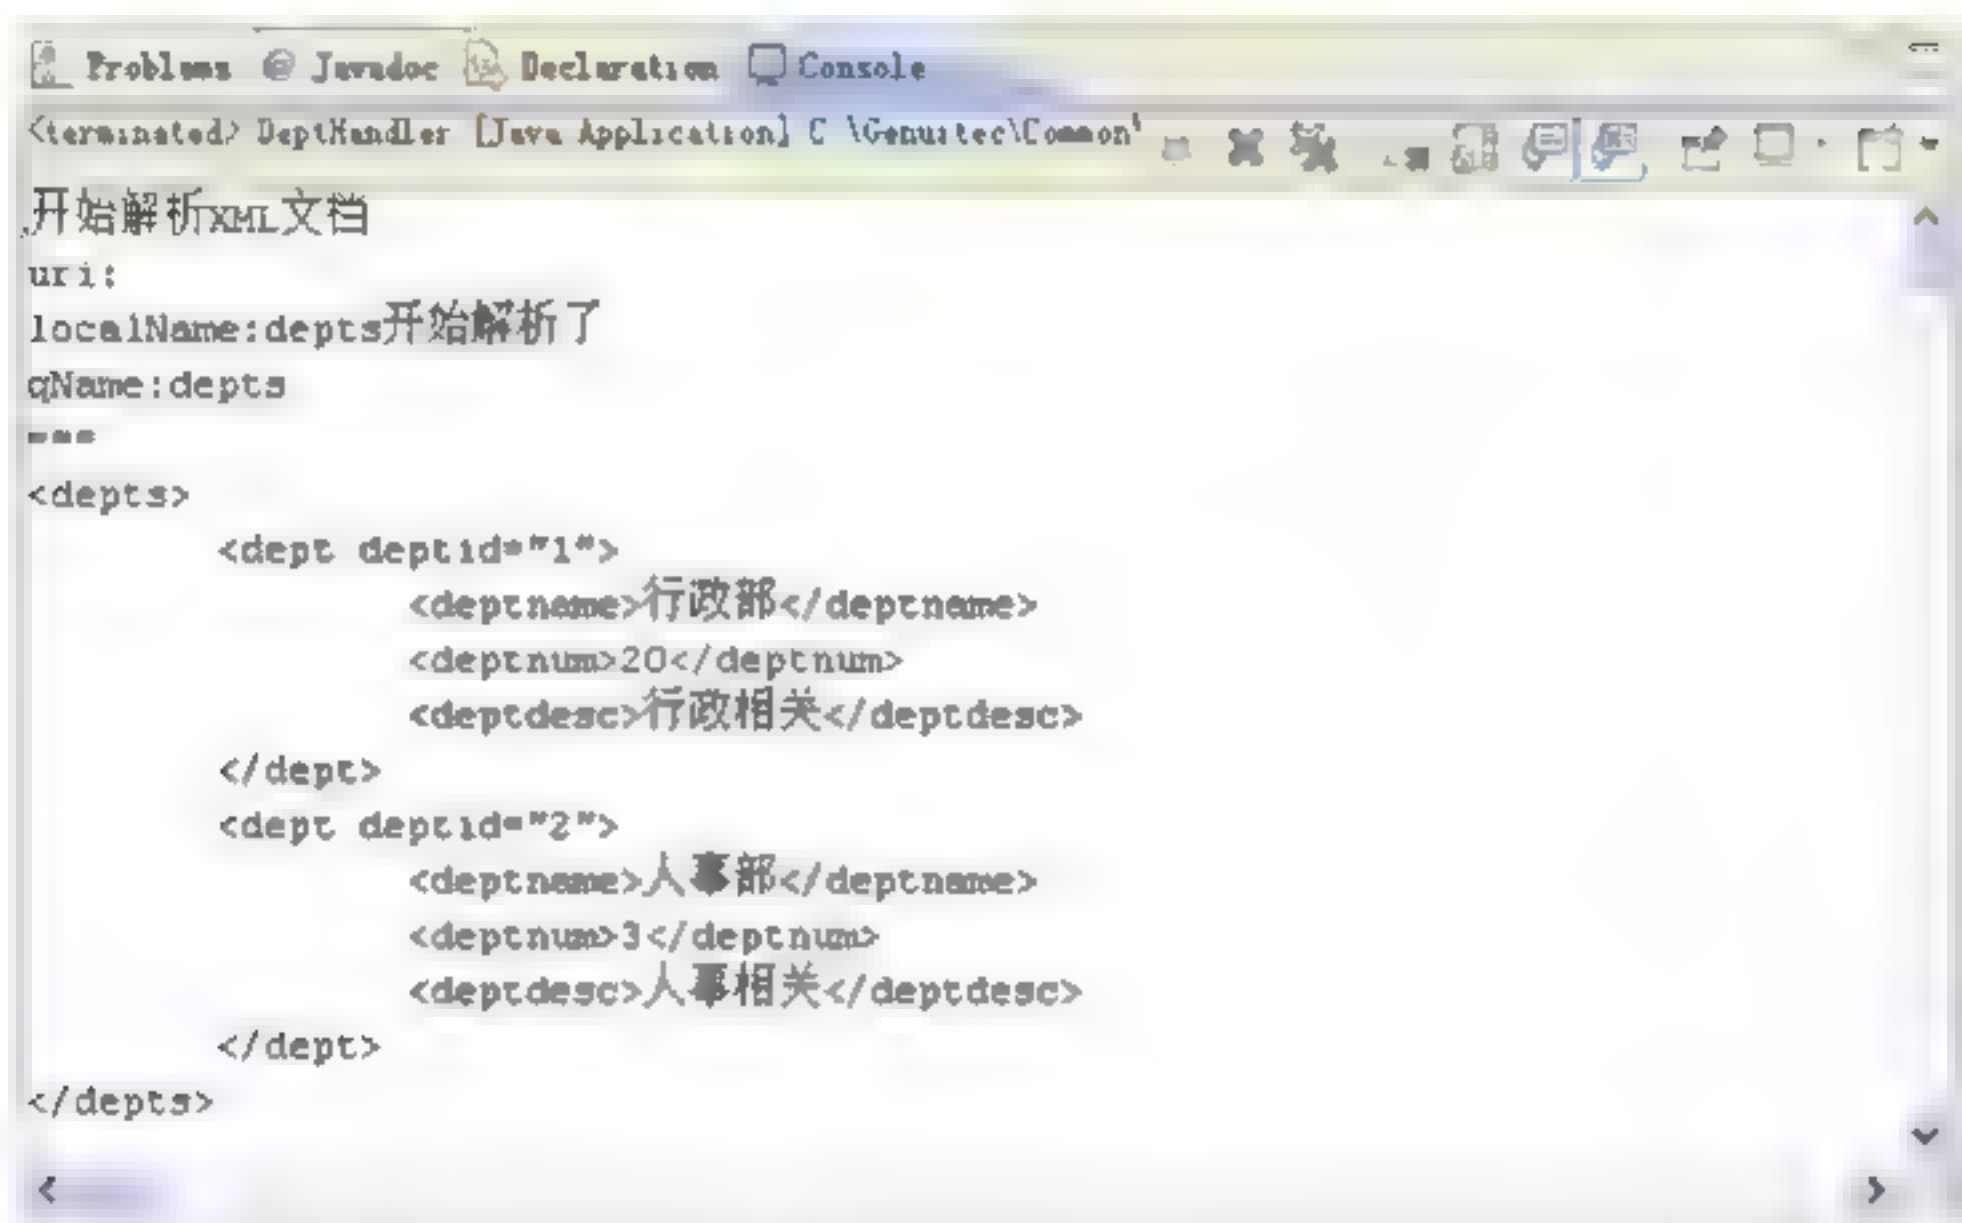 Problems @ Javadoc Declaration Console
<terminated> DeptHandler [Java Application] C \Genuitec\Common\
开始解析XML文档
uri:
localName:depts开始解析了
qName:depts
===
<depts>
<dept deptid="1">
<deptname>行政部</deptname>
<deptnum>20</deptnum>
<deptdesc>行政相关</deptdesc>
</dept>
<dept deptid="2">
<deptname>人事部</deptname>
<deptnum>3</deptnum>
<deptdesc>人事相关</deptdesc>
</dept>
</depts>